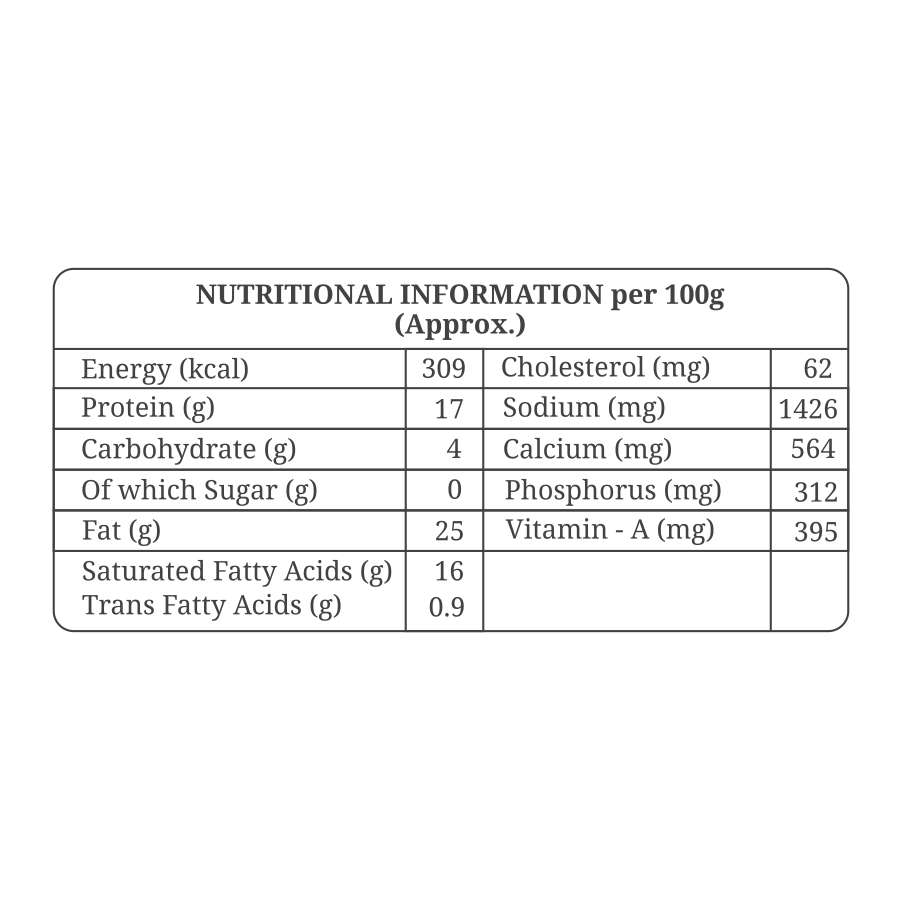 NUTRITIONAL INFORMATION per 100g
(Approx.)
Energy (kcal) 309 Cholesterol (mg) 62
Protein (g) 17 Sodium (mg) 1426
Carbohydrate (g) 4 Calcium (mg) 564
Of which Sugar (g) 0 Phosphorus (mg) 312
Fat (g) 25 Vitamin - A (mg) 395
Saturated Fatty Acids (g) 16
Trans Fatty Acids (g) 0.9